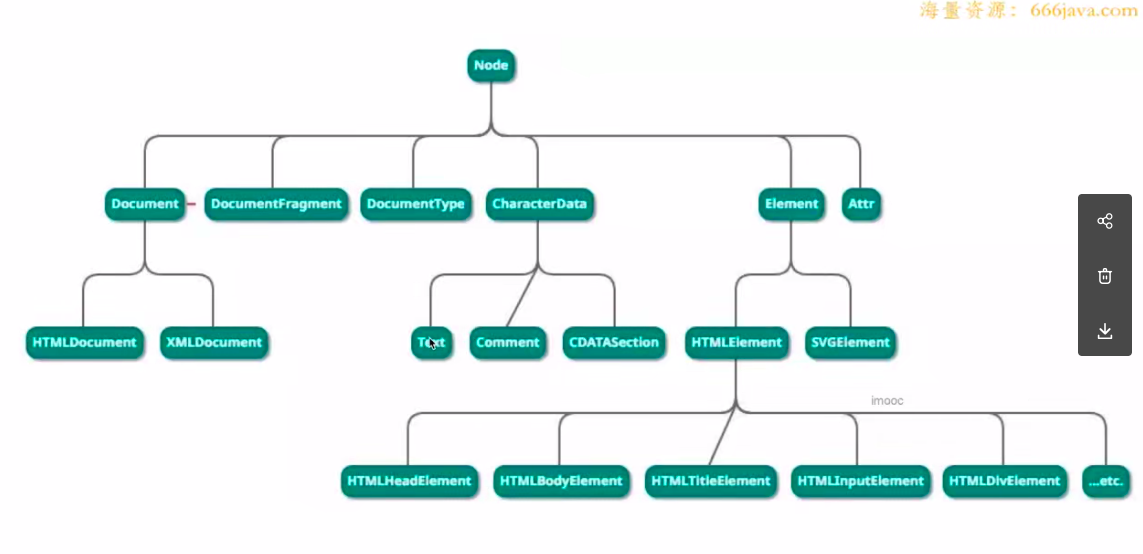 海量资源：666java.com
Node
Document
DocumentFragment
DocumentType
CharacterData
Element
Attr
HTMLDocument
XMLDocument
Text
Comment
CDATASection
HTMLElement
SVGElement
imooc
HTMLHeadElement
HTMLBodyElement
HTMLTitleElement
HTMLInputElement
HTMLDivElement
...etc.